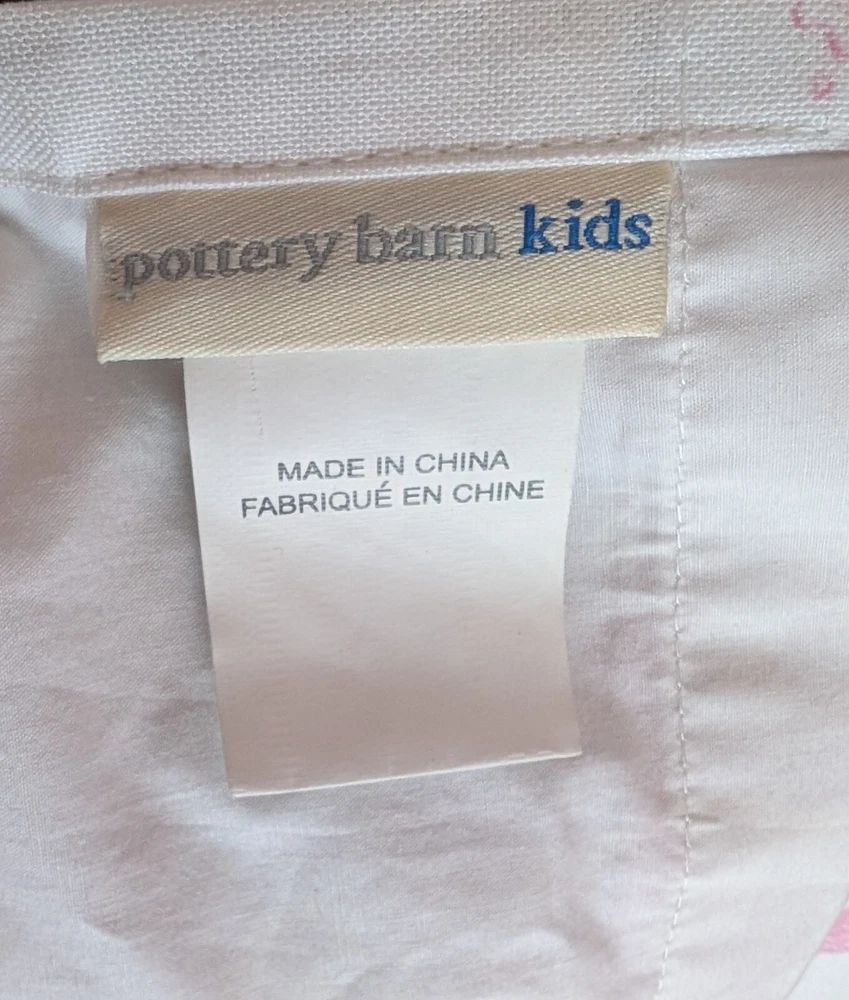 pottery barn kids
MADE IN CHINA
FABRIQUÉ EN CHINE